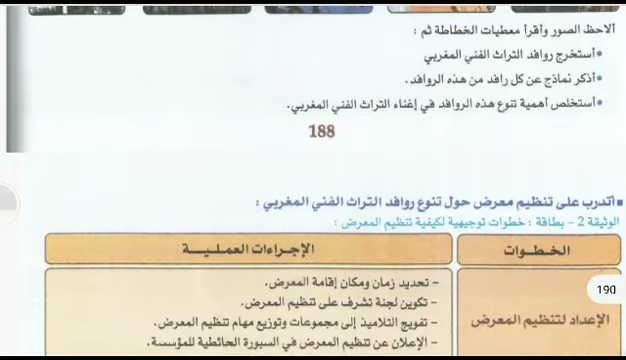 ألاحظ الصور وأقرأ معطيات الخطاطة ثم :
• أستخرج روافد التراث الفني المغربي
• أذكر نماذج عن كل رافد من هذه الروافد.
• أستخلص أهمية تنوع هذه الروافد في إغناء التراث الفني المغربي.
188
■ أتدرب على تنظيم معرض حول تنوع روافد التراث الفني المغربي :
الوثيقة 2 - بطاقة : خطوات توجيهية لكيفية تنظيم المعرض :
الخطوات
الإجراءات العملية
الإعداد لتنظيم المعرض
- تحديد زمان ومكان إقامة المعرض.
- تكوين لجنة تشرف على تنظيم المعرض.
- تفويج التلاميذ إلى مجموعات وتوزيع مهام تنظيم المعرض.
- الإعلان عن تنظيم المعرض في السبورة الحائطية للمؤسسة.
190